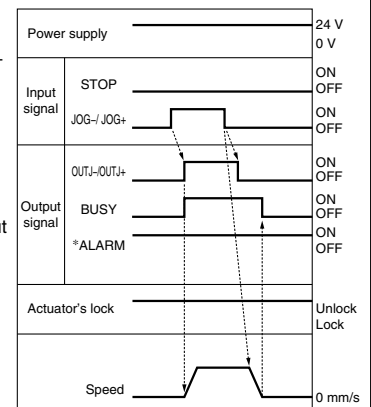 Power supply
24 V
0 V
Input signal
STOP
ON
OFF
JOG–/ JOG+
ON
OFF
Output signal
OUTJ–/OUTJ+
ON
OFF
BUSY
ON
OFF
*ALARM
ON
OFF
Actuator's lock
Unlock
Lock
Speed
0 mm/s